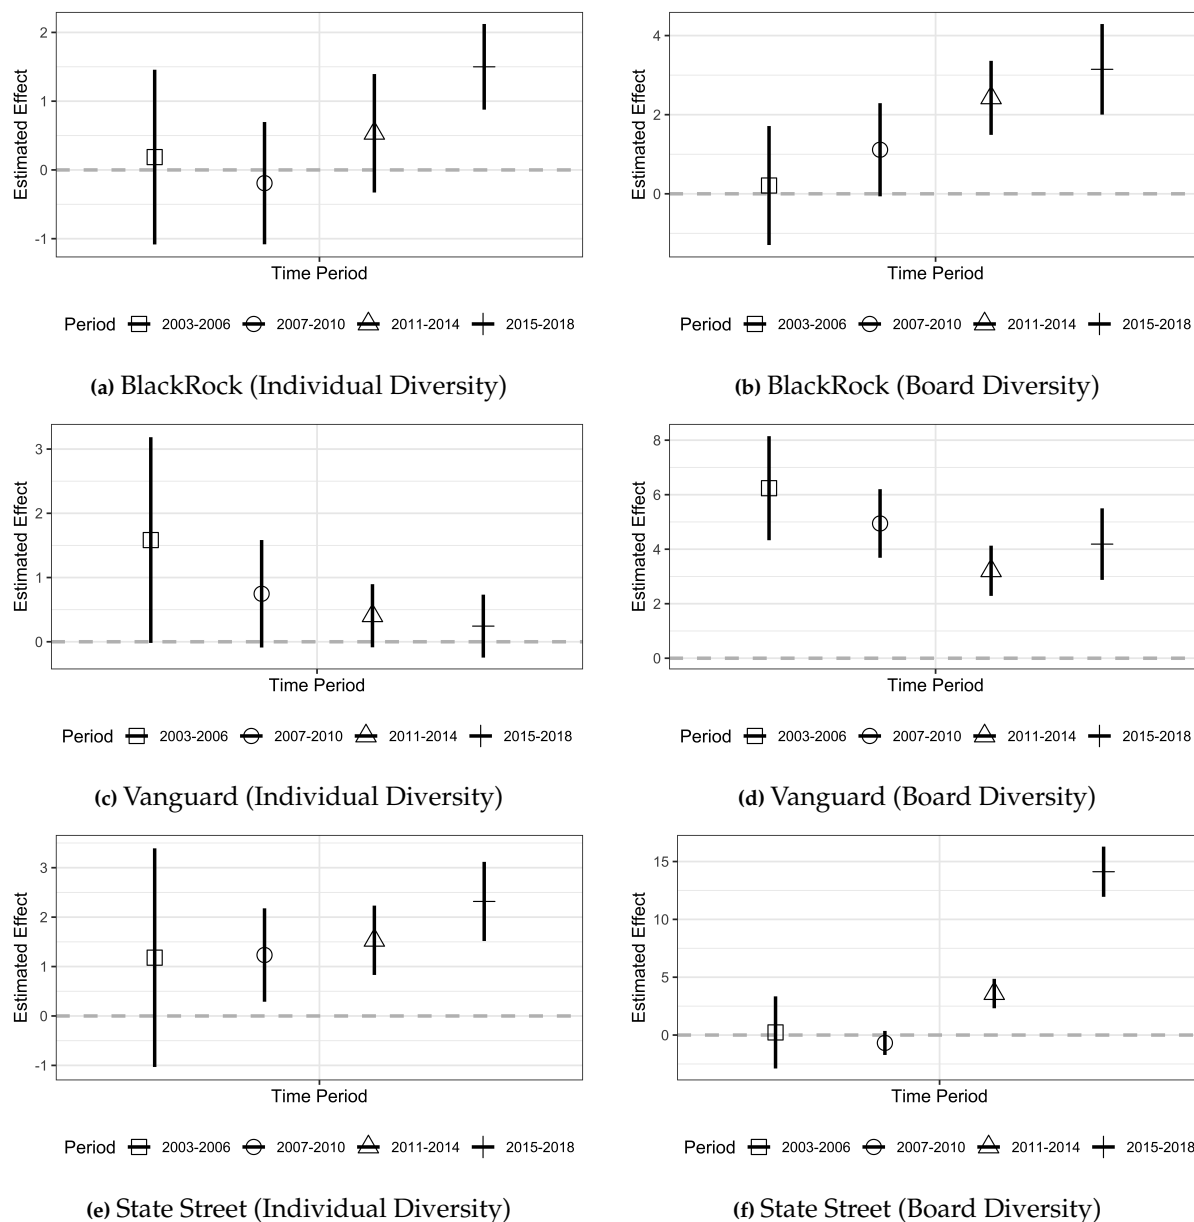 2
1
0
-1
Estimated Effect
Time Period
Period 2003-2006 2007-2010 2011-2014 2015-2018
(a) BlackRock (Individual Diversity)
4
2
0
Estimated Effect
Time Period
Period 2003-2006 2007-2010 2011-2014 2015-2018
(b) BlackRock (Board Diversity)
3
2
1
0
Estimated Effect
Time Period
Period 2003-2006 2007-2010 2011-2014 2015-2018
(c) Vanguard (Individual Diversity)
8
6
4
2
0
Estimated Effect
Time Period
Period 2003-2006 2007-2010 2011-2014 2015-2018
(d) Vanguard (Board Diversity)
3
2
1
0
-1
Estimated Effect
Time Period
Period 2003-2006 2007-2010 2011-2014 2015-2018
(e) State Street (Individual Diversity)
15
10
5
0
Estimated Effect
Time Period
Period 2003-2006 2007-2010 2011-2014 2015-2018
(f) State Street (Board Diversity)